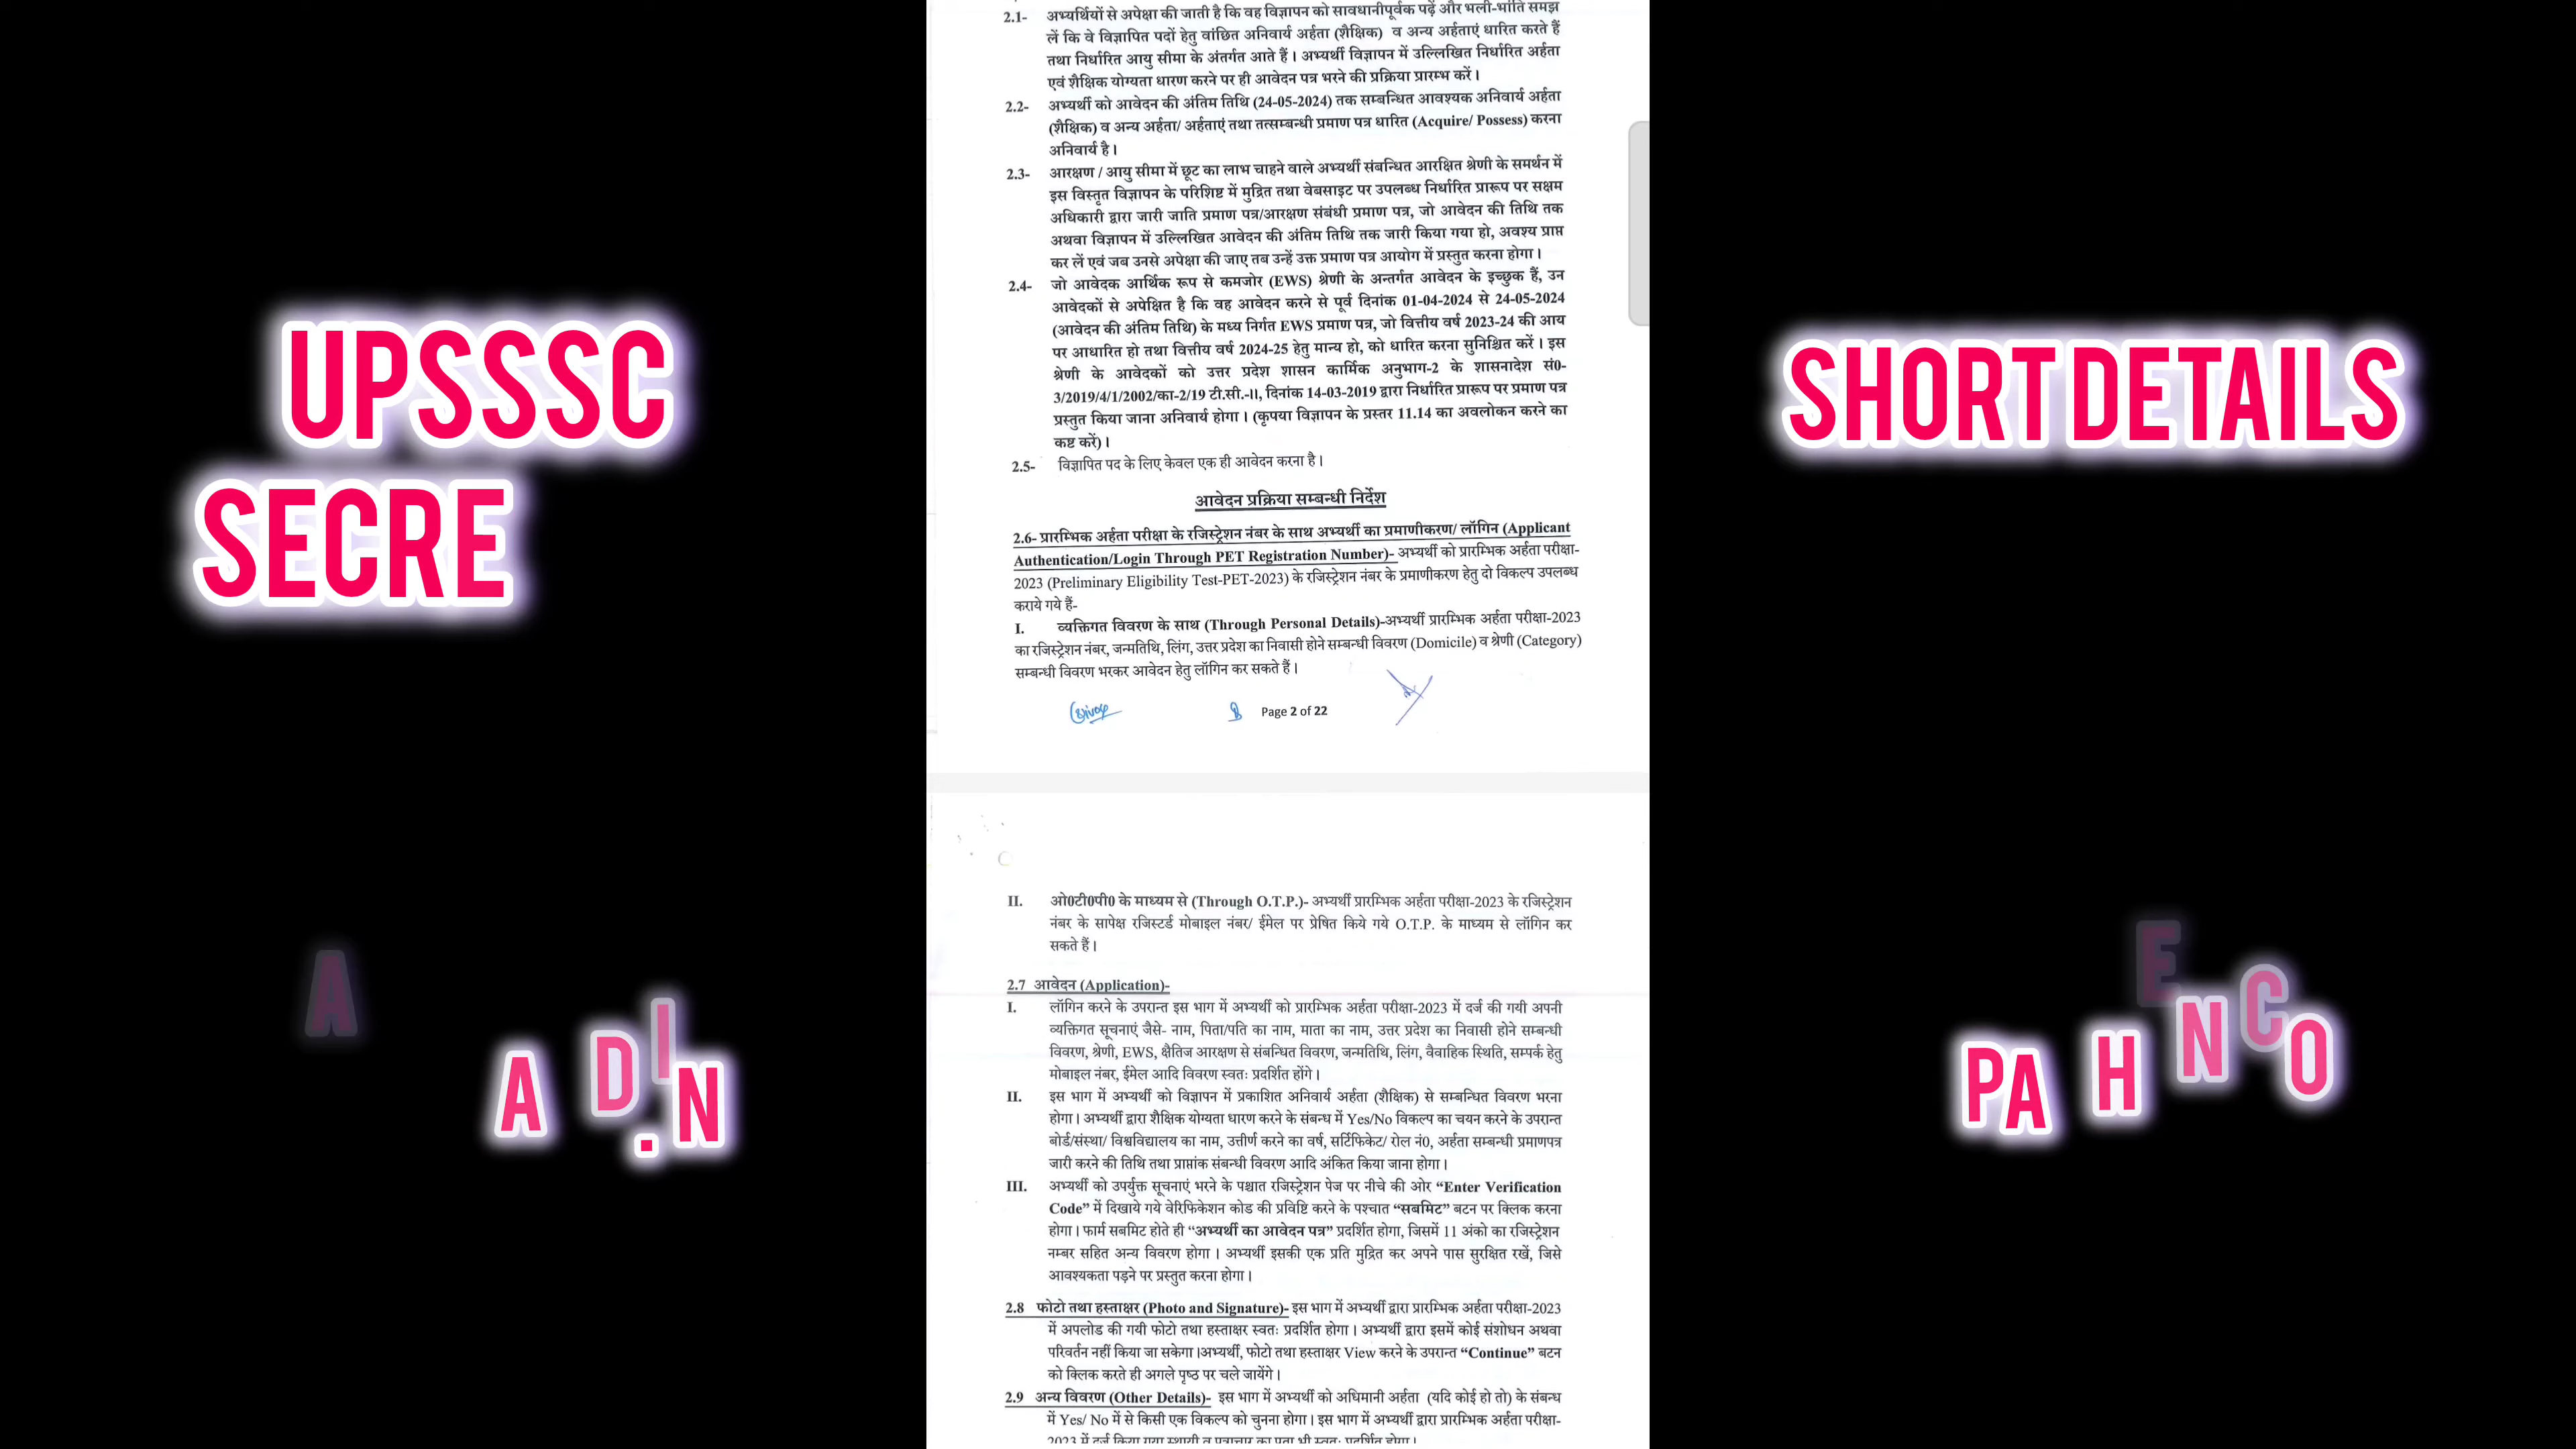 UPSSSC
SECRE
SHORT DETAILS
2.1- अभ्यर्थियों से अपेक्षा की जाती है कि वह विज्ञापन को सावधानीपूर्वक पढ़ें और भली-भांति समझ
लें कि वे विज्ञापित पदों हेतु वांछित अनिवार्य अर्हता (शैक्षिक) व अन्य अर्हताएं धारित करते हैं
तथा निर्धारित आयु सीमा के अंतर्गत आते हैं। अभ्यर्थी विज्ञापन में उल्लिखित निर्धारित अर्हता
एवं शैक्षिक योग्यता धारण करने पर ही आवेदन पत्र भरने की प्रक्रिया प्रारम्भ करें।
2.2- अभ्यर्थी को आवेदन की अंतिम तिथि (24-05-2024) तक सम्बन्धित आवश्यक अनिवार्य अर्हता
(शैक्षिक) व अन्य अर्हता/ अर्हताएं तथा तत्सम्बन्धी प्रमाण पत्र धारित (Acquire/ Possess) करना
अनिवार्य है।
2.3- आरक्षण / आयु सीमा में छूट का लाभ चाहने वाले अभ्यर्थी संबन्धित आरक्षित श्रेणी के समर्थन में
इस विस्तृत विज्ञापन के परिशिष्ट में मुद्रित तथा वेबसाइट पर उपलब्ध निर्धारित प्रारूप पर सक्षम
अधिकारी द्वारा जारी जाति प्रमाण पत्र/आरक्षण संबंधी प्रमाण पत्र, जो आवेदन की तिथि तक
अथवा विज्ञापन में उल्लिखित आवेदन की अंतिम तिथि तक जारी किया गया हो, अवश्य प्राप्त
कर लें एवं जब उनसे अपेक्षा की जाए तब उन्हें उक्त प्रमाण पत्र आयोग में प्रस्तुत करना होगा।
2.4- जो आवेदक आर्थिक रूप से कमजोर (EWS) श्रेणी के अन्तर्गत आवेदन के इच्छुक हैं, उन
आवेदकों से अपेक्षित है कि वह आवेदन करने से पूर्व दिनांक 01-04-2024 से 24-05-2024
(आवेदन की अंतिम तिथि) के मध्य निर्गत EWS प्रमाण पत्र, जो वित्तीय वर्ष 2023-24 की आय
पर आधारित हो तथा वित्तीय वर्ष 2024-25 हेतु मान्य हो, को धारित करना सुनिश्चित करें। इस
श्रेणी के आवेदकों को उत्तर प्रदेश शासन कार्मिक अनुभाग-2 के शासनादेश सं0-
3/2019/4/1/2002/का-2/19 टी.सी.-II, दिनांक 14-03-2019 द्वारा निर्धारित प्रारूप पर प्रमाण पत्र
प्रस्तुत किया जाना अनिवार्य होगा। (कृपया विज्ञापन के प्रस्तर 11.14 का अवलोकन करने का
कष्ट करें)।
2.5- विज्ञापित पद के लिए केवल एक ही आवेदन करना है।
आवेदन प्रक्रिया सम्बन्धी निर्देश
2.6- प्रारम्भिक अर्हता परीक्षा के रजिस्ट्रेशन नंबर के साथ अभ्यर्थी का प्रमाणीकरण/ लॉगिन (Applicant
Authentication/Login Through PET Registration Number)- अभ्यर्थी को प्रारम्भिक अर्हता परीक्षा-
2023 (Preliminary Eligibility Test-PET-2023) के रजिस्ट्रेशन नंबर के प्रमाणीकरण हेतु दो विकल्प उपलब्ध
कराये गये हैं-
I. व्यक्तिगत विवरण के साथ (Through Personal Details)-अभ्यर्थी प्रारम्भिक अर्हता परीक्षा-2023
का रजिस्ट्रेशन नंबर, जन्मतिथि, लिंग, उत्तर प्रदेश का निवासी होने सम्बन्धी विवरण (Domicile) व श्रेणी (Category)
सम्बन्धी विवरण भरकर आवेदन हेतु लॉगिन कर सकते हैं।
Page 2 of 22
II. ओ0टी0पी0 के माध्यम से (Through O.T.P.)- अभ्यर्थी प्रारम्भिक अर्हता परीक्षा-2023 के रजिस्ट्रेशन
नंबर के सापेक्ष रजिस्टर्ड मोबाइल नंबर/ ईमेल पर प्रेषित किये गये O.T.P. के माध्यम से लॉगिन कर
सकते हैं।
2.7 आवेदन (Application)-
I. लॉगिन करने के उपरान्त इस भाग में अभ्यर्थी को प्रारम्भिक अर्हता परीक्षा-2023 में दर्ज की गयी अपनी
व्यक्तिगत सूचनाएं जैसे- नाम, पिता/पति का नाम, माता का नाम, उत्तर प्रदेश का निवासी होने सम्बन्धी
विवरण, श्रेणी, EWS, क्षैतिज आरक्षण से संबन्धित विवरण, जन्मतिथि, लिंग, वैवाहिक स्थिति, सम्पर्क हेतु
मोबाइल नंबर, ईमेल आदि विवरण स्वतः प्रदर्शित होंगे।
II. इस भाग में अभ्यर्थी को विज्ञापन में प्रकाशित अनिवार्य अर्हता (शैक्षिक) से सम्बन्धित विवरण भरना
होगा। अभ्यर्थी द्वारा शैक्षिक योग्यता धारण करने के संबन्ध में Yes/No विकल्प का चयन करने के उपरान्त
बोर्ड/संस्था/ विश्वविद्यालय का नाम, उत्तीर्ण करने का वर्ष, सर्टिफिकेट/ रोल नं0, अर्हता सम्बन्धी प्रमाणपत्र
जारी करने की तिथि तथा प्राप्तांक संबन्धी विवरण आदि अंकित किया जाना होगा।
III. अभ्यर्थी को उपर्युक्त सूचनाएं भरने के पश्चात रजिस्ट्रेशन पेज पर नीचे की ओर “Enter Verification
Code” में दिखाये गये वेरिफिकेशन कोड की प्रविष्टि करने के पश्चात “सबमिट” बटन पर क्लिक करना
होगा। फार्म सबमिट होते ही “अभ्यर्थी का आवेदन पत्र” प्रदर्शित होगा, जिसमें 11 अंको का रजिस्ट्रेशन
नम्बर सहित अन्य विवरण होगा। अभ्यर्थी इसकी एक प्रति मुद्रित कर अपने पास सुरक्षित रखें, जिसे
आवश्यकता पड़ने पर प्रस्तुत करना होगा।
2.8 फोटो तथा हस्ताक्षर (Photo and Signature)- इस भाग में अभ्यर्थी द्वारा प्रारम्भिक अर्हता परीक्षा-2023
में अपलोड की गयी फोटो तथा हस्ताक्षर स्वतः प्रदर्शित होगा। अभ्यर्थी द्वारा इसमें कोई संशोधन अथवा
परिवर्तन नहीं किया जा सकेगा।अभ्यर्थी, फोटो तथा हस्ताक्षर View करने के उपरान्त “Continue” बटन
को क्लिक करते ही अगले पृष्ठ पर चले जायेंगे।
2.9 अन्य विवरण (Other Details)- इस भाग में अभ्यर्थी को अधिमानी अर्हता (यदि कोई हो तो) के संबन्ध
में Yes/ No में से किसी एक विकल्प को चुनना होगा। इस भाग में अभ्यर्थी द्वारा प्रारम्भिक अर्हता परीक्षा-
2023 में दर्ज किया गया स्थायी व पत्राचार का पता भी स्वतः प्रदर्शित होगा।
A A D I . N
PA H E N C O